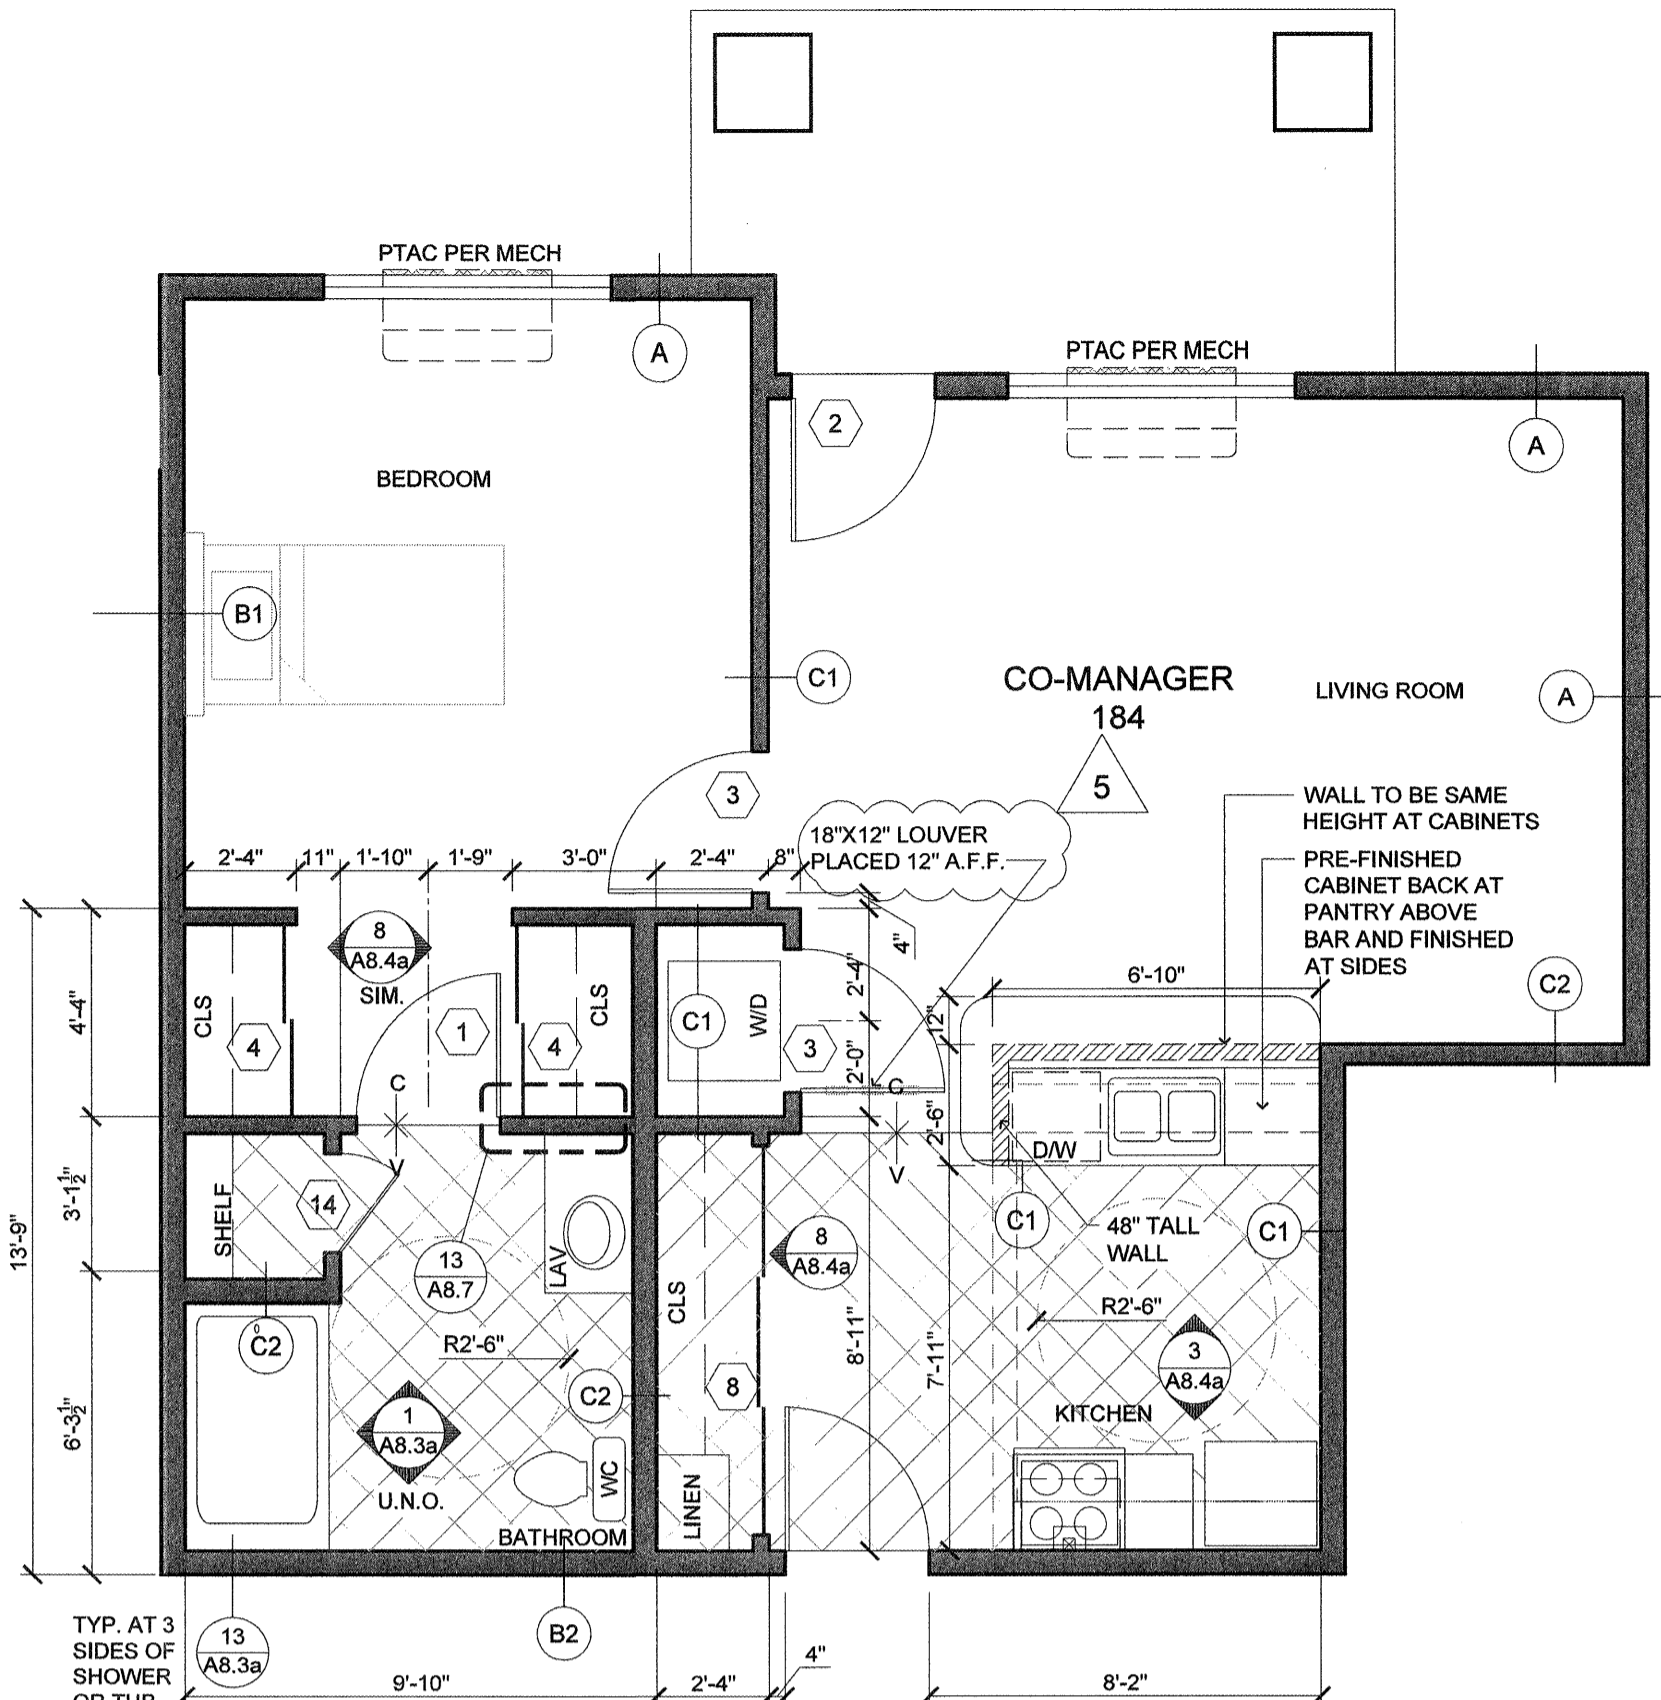 PTAC PER MECH
A
PTAC PER MECH
2
A
BEDROOM
B1
C1
CO-MANAGER
184
LIVING ROOM
A
5
3
18"X12" LOUVER
PLACED 12" A.F.F.
WALL TO BE SAME
HEIGHT AT CABINETS
PRE-FINISHED
CABINET BACK AT
PANTRY ABOVE
BAR AND FINISHED
AT SIDES
2'-4"
11"
1'-10"
1'-9"
3'-0"
2'-4"
8"
8
A8.4a
SIM.
4"
2'-4"
6'-10"
C2
4'-4"
CLS
4
1
4
CLS
C1
W/D
3
2'-0"
12"
C
C
V
V
2'-6"
D/W
13'-9"
3'-1½"
SHELF
14
13
A8.7
LAV
CLS
8
A8.4a
C1
48" TALL
WALL
C1
C2
R2'-6"
R2'-6"
8'-11"
7'-11"
3
A8.4a
6'-3½"
1
A8.3a
U.N.O.
C2
8
KITCHEN
WC
BATHROOM
LINEN
TYP. AT 3
SIDES OF
SHOWER
OR TUB
13
A8.3a
B2
9'-10"
2'-4"
4"
8'-2"